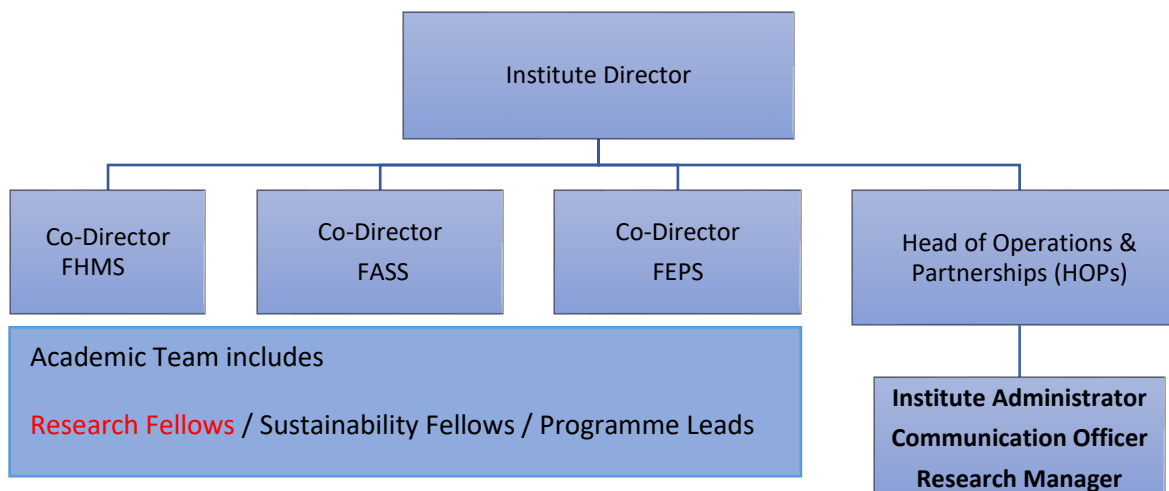 Institute Director
Co-Director
FHMS
Co-Director
FASS
Co-Director
FEPS
Head of Operations &
Partnerships (HOPs)
Academic Team includes
Research Fellows / Sustainability Fellows / Programme Leads
Institute Administrator
Communication Officer
Research Manager